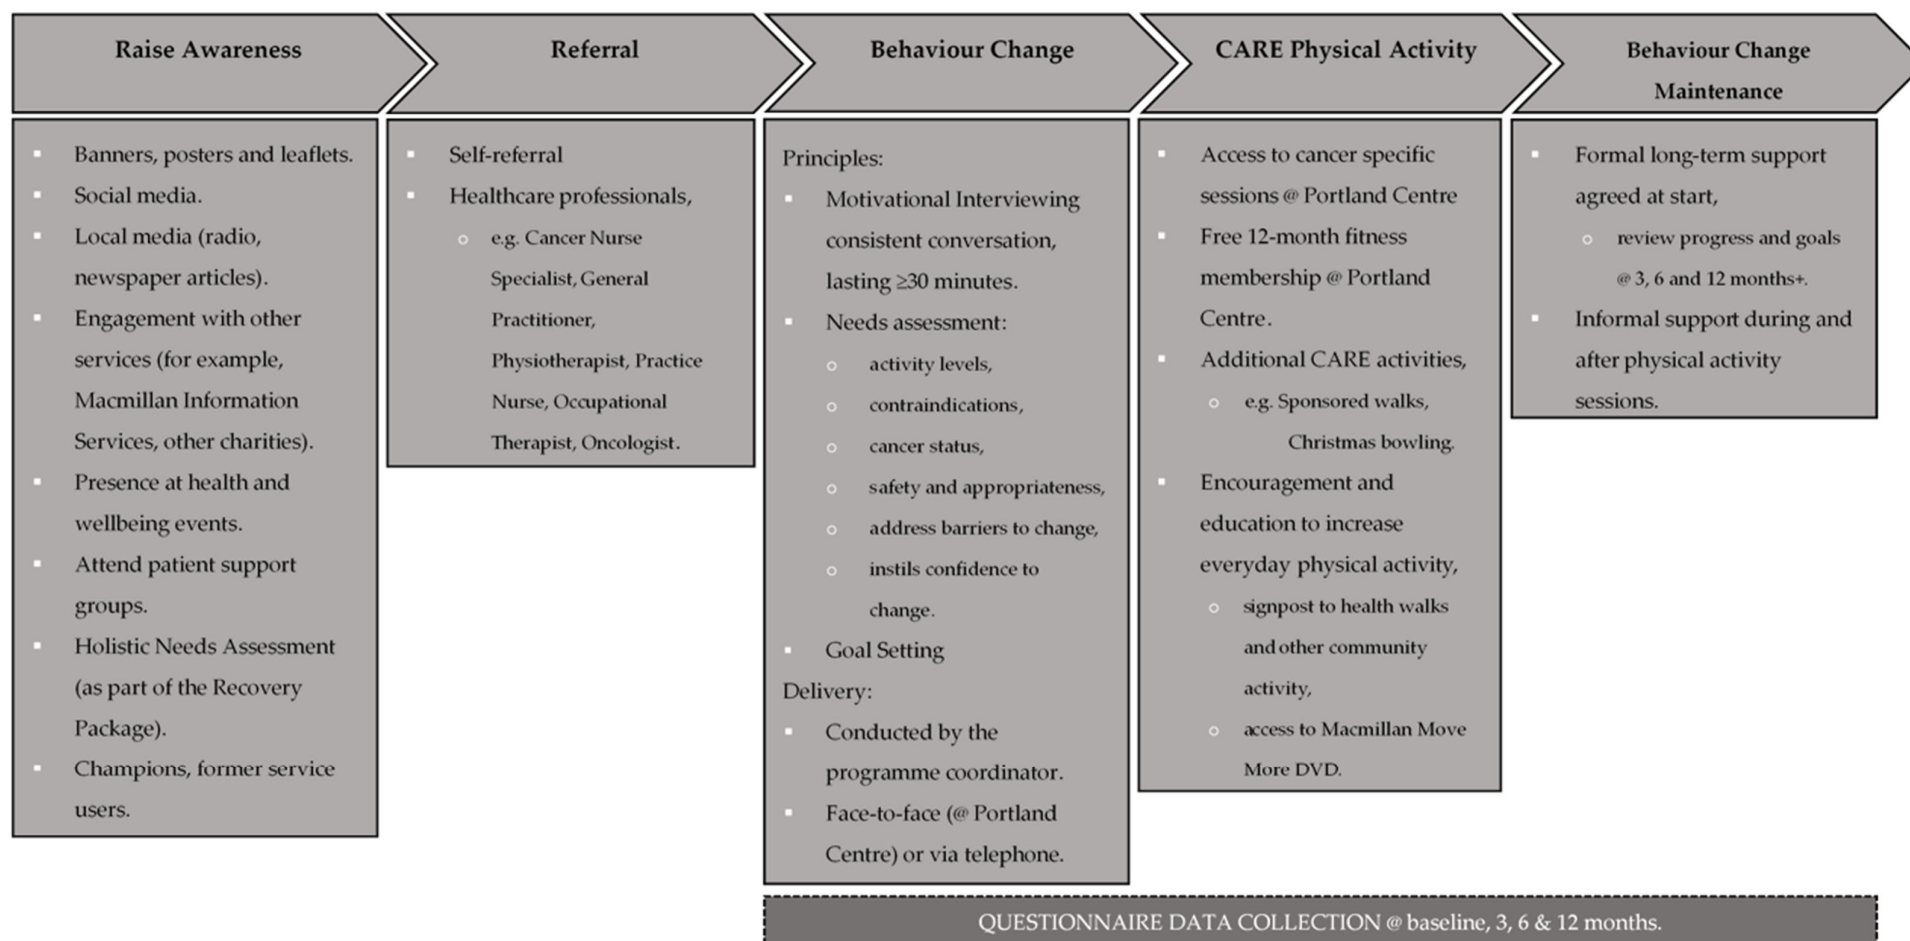 Raise Awareness
Banners, posters and leaflets.
Social media.
Local media (radio,
newspaper articles).
Engagement with other
services (for example,
Macmillan Information
Services, other charities).
Presence at health and
wellbeing events.
Attend patient support
groups.
Holistic Needs Assessment
(as part of the Recovery
Package).
Champions, former service
users.
Referral
Self-referral
Healthcare professionals,
e.g. Cancer Nurse
Specialist, General
Practitioner,
Physiotherapist, Practice
Nurse, Occupational
Therapist, Oncologist.
Behaviour Change
Principles:
Motivational Interviewing
consistent conversation,
lasting ≥30 minutes.
Needs assessment:
activity levels,
contraindications,
cancer status,
safety and appropriateness,
address barriers to change,
instils confidence to
change.
Goal Setting
Delivery:
Conducted by the
programme coordinator.
Face-to-face (@ Portland
Centre) or via telephone.
CARE Physical Activity
Access to cancer specific
sessions @ Portland Centre
Free 12-month fitness
membership @ Portland
Centre.
Additional CARE activities,
e.g. Sponsored walks,
Christmas bowling.
Encouragement and
education to increase
everyday physical activity,
signpost to health walks
and other community
activity,
access to Macmillan Move
More DVD.
Behaviour Change
Maintenance
Formal long-term support
agreed at start,
review progress and goals
@ 3, 6 and 12 months+.
Informal support during and
after physical activity
sessions.
QUESTIONNAIRE DATA COLLECTION @ baseline, 3, 6 & 12 months.